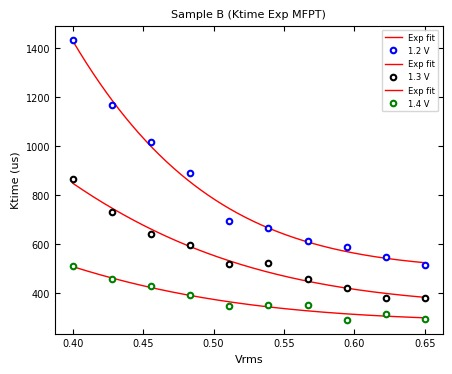 Sample B (Ktime Exp MFPT)
Exp fit
1.2 V
Exp fit
1.3 V
Exp fit
1.4 V
Ktime (us)
1400
1200
1000
800
600
400
0.40 0.45 0.50 0.55 0.60 0.65
Vrms